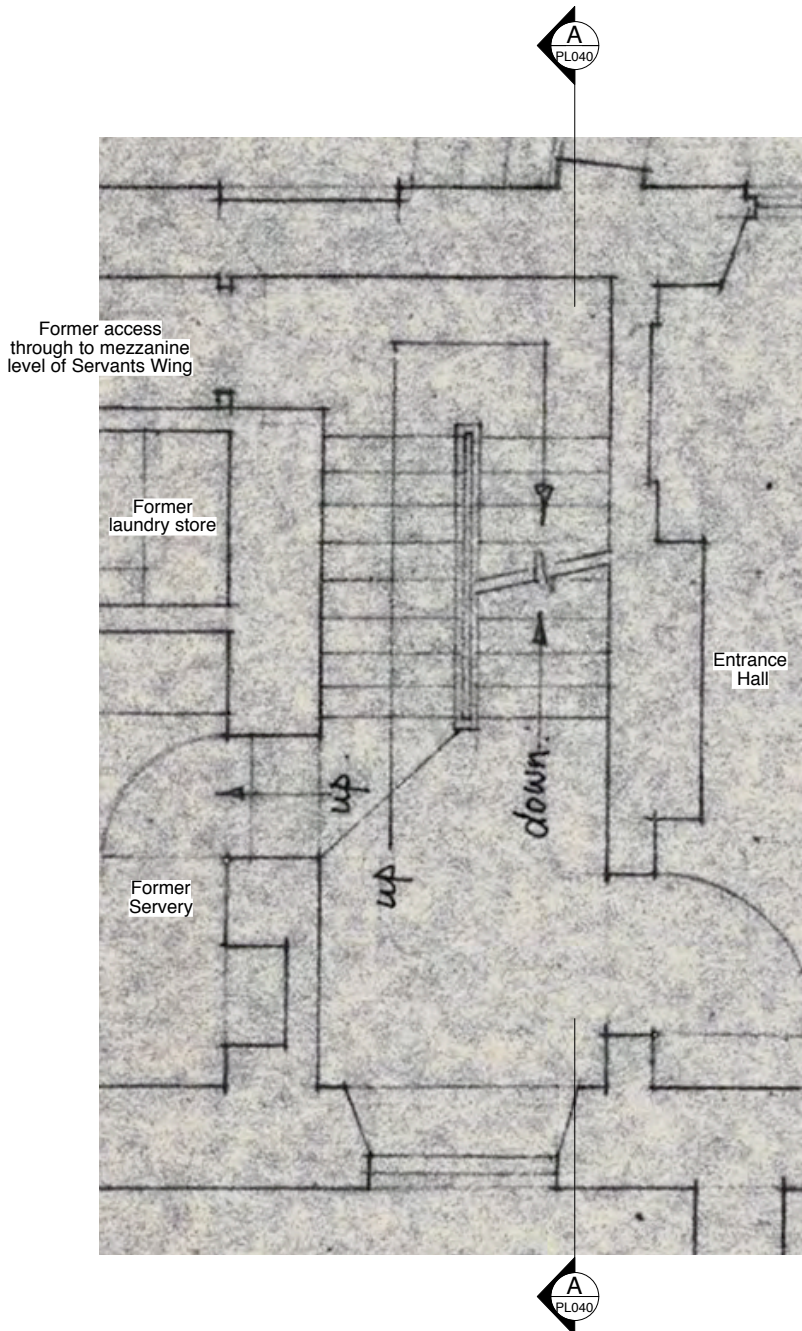 A
PL040
Former access
through to mezzanine
level of Servants Wing
Former
laundry store
Entrance
Hall
up.
down.
up
Former
Servery
A
PL040